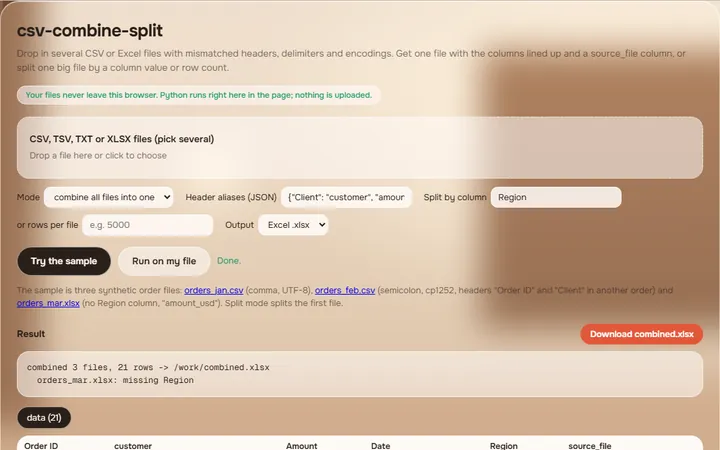 csv-combine-split
Drop in several CSV or Excel files with mismatched headers, delimiters and encodings. Get one file with the columns lined up and a source_file column, or
split one big file by a column value or row count.
Your files never leave this browser. Python runs right here in the page; nothing is uploaded.
CSV, TSV, TXT or XLSX files (pick several)
Drop a file here or click to choose
Mode combine all files into one Header aliases (JSON) {"Client": "customer", "amour Split by column Region
or rows per file e.g. 5000 Output Excel .xlsx
Try the sample Run on my file Done.
The sample is three synthetic order files: orders_jan.csv (comma, UTF-8), orders_feb.csv (semicolon, cp1252, headers "Order ID" and "Client" in another order) and
orders_mar.xlsx (no Region column, "amount_usd"). Split mode splits the first file.
Result Download combined.xlsx
combined 3 files, 21 rows -> /work/combined.xlsx
orders_mar.xlsx: missing Region
data (21)
Order ID customer Amount Date Region source_file